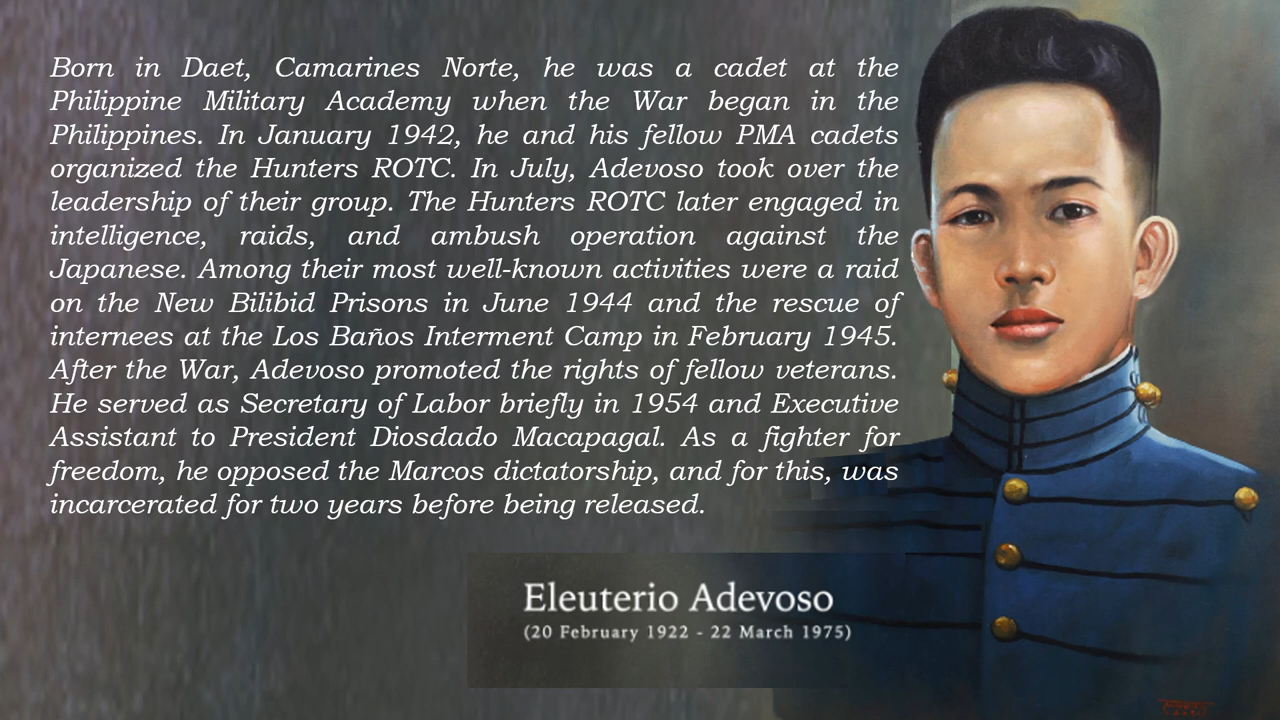 Born in Daet, Camarines Norte, he was a cadet at the
Philippine Military Academy when the War began in the
Philippines. In January 1942, he and his fellow PMA cadets
organized the Hunters ROTC. In July, Adevoso took over the
leadership of their group. The Hunters ROTC later engaged in
intelligence, raids, and ambush operation against the
Japanese. Among their most well-known activities were a raid
on the New Bilibid Prisons in June 1944 and the rescue of
internees at the Los Baños Interment Camp in February 1945.
After the War, Adevoso promoted the rights of fellow veterans.
He served as Secretary of Labor briefly in 1954 and Executive
Assistant to President Diosdado Macapagal. As a fighter for
freedom, he opposed the Marcos dictatorship, and for this, was
incarcerated for two years before being released.
Eleuterio Adevoso
(20 February 1922 - 22 March 1975)